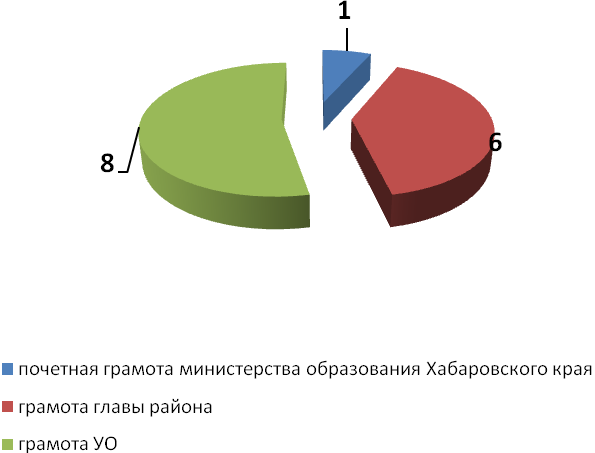 1
6
8
почетная грамота министерства образования Хабаровского края
грамота главы района
грамота УО